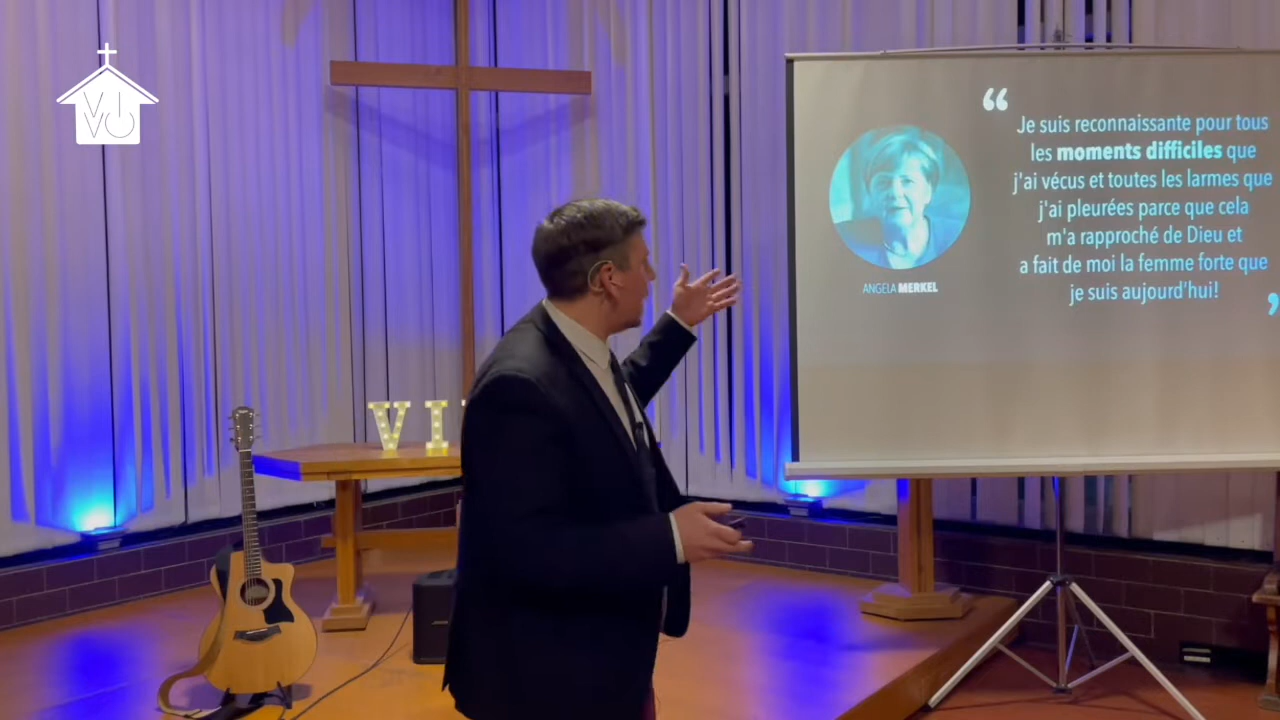 VI
VO
“
Je suis reconnaissante pour tous
les moments difficiles que
j'ai vécus et toutes les larmes que
j'ai pleurées parce que cela
m'a rapproché de Dieu et
a fait de moi la femme forte que
je suis aujourd'hui!
”
ANGELA MERKEL
VI